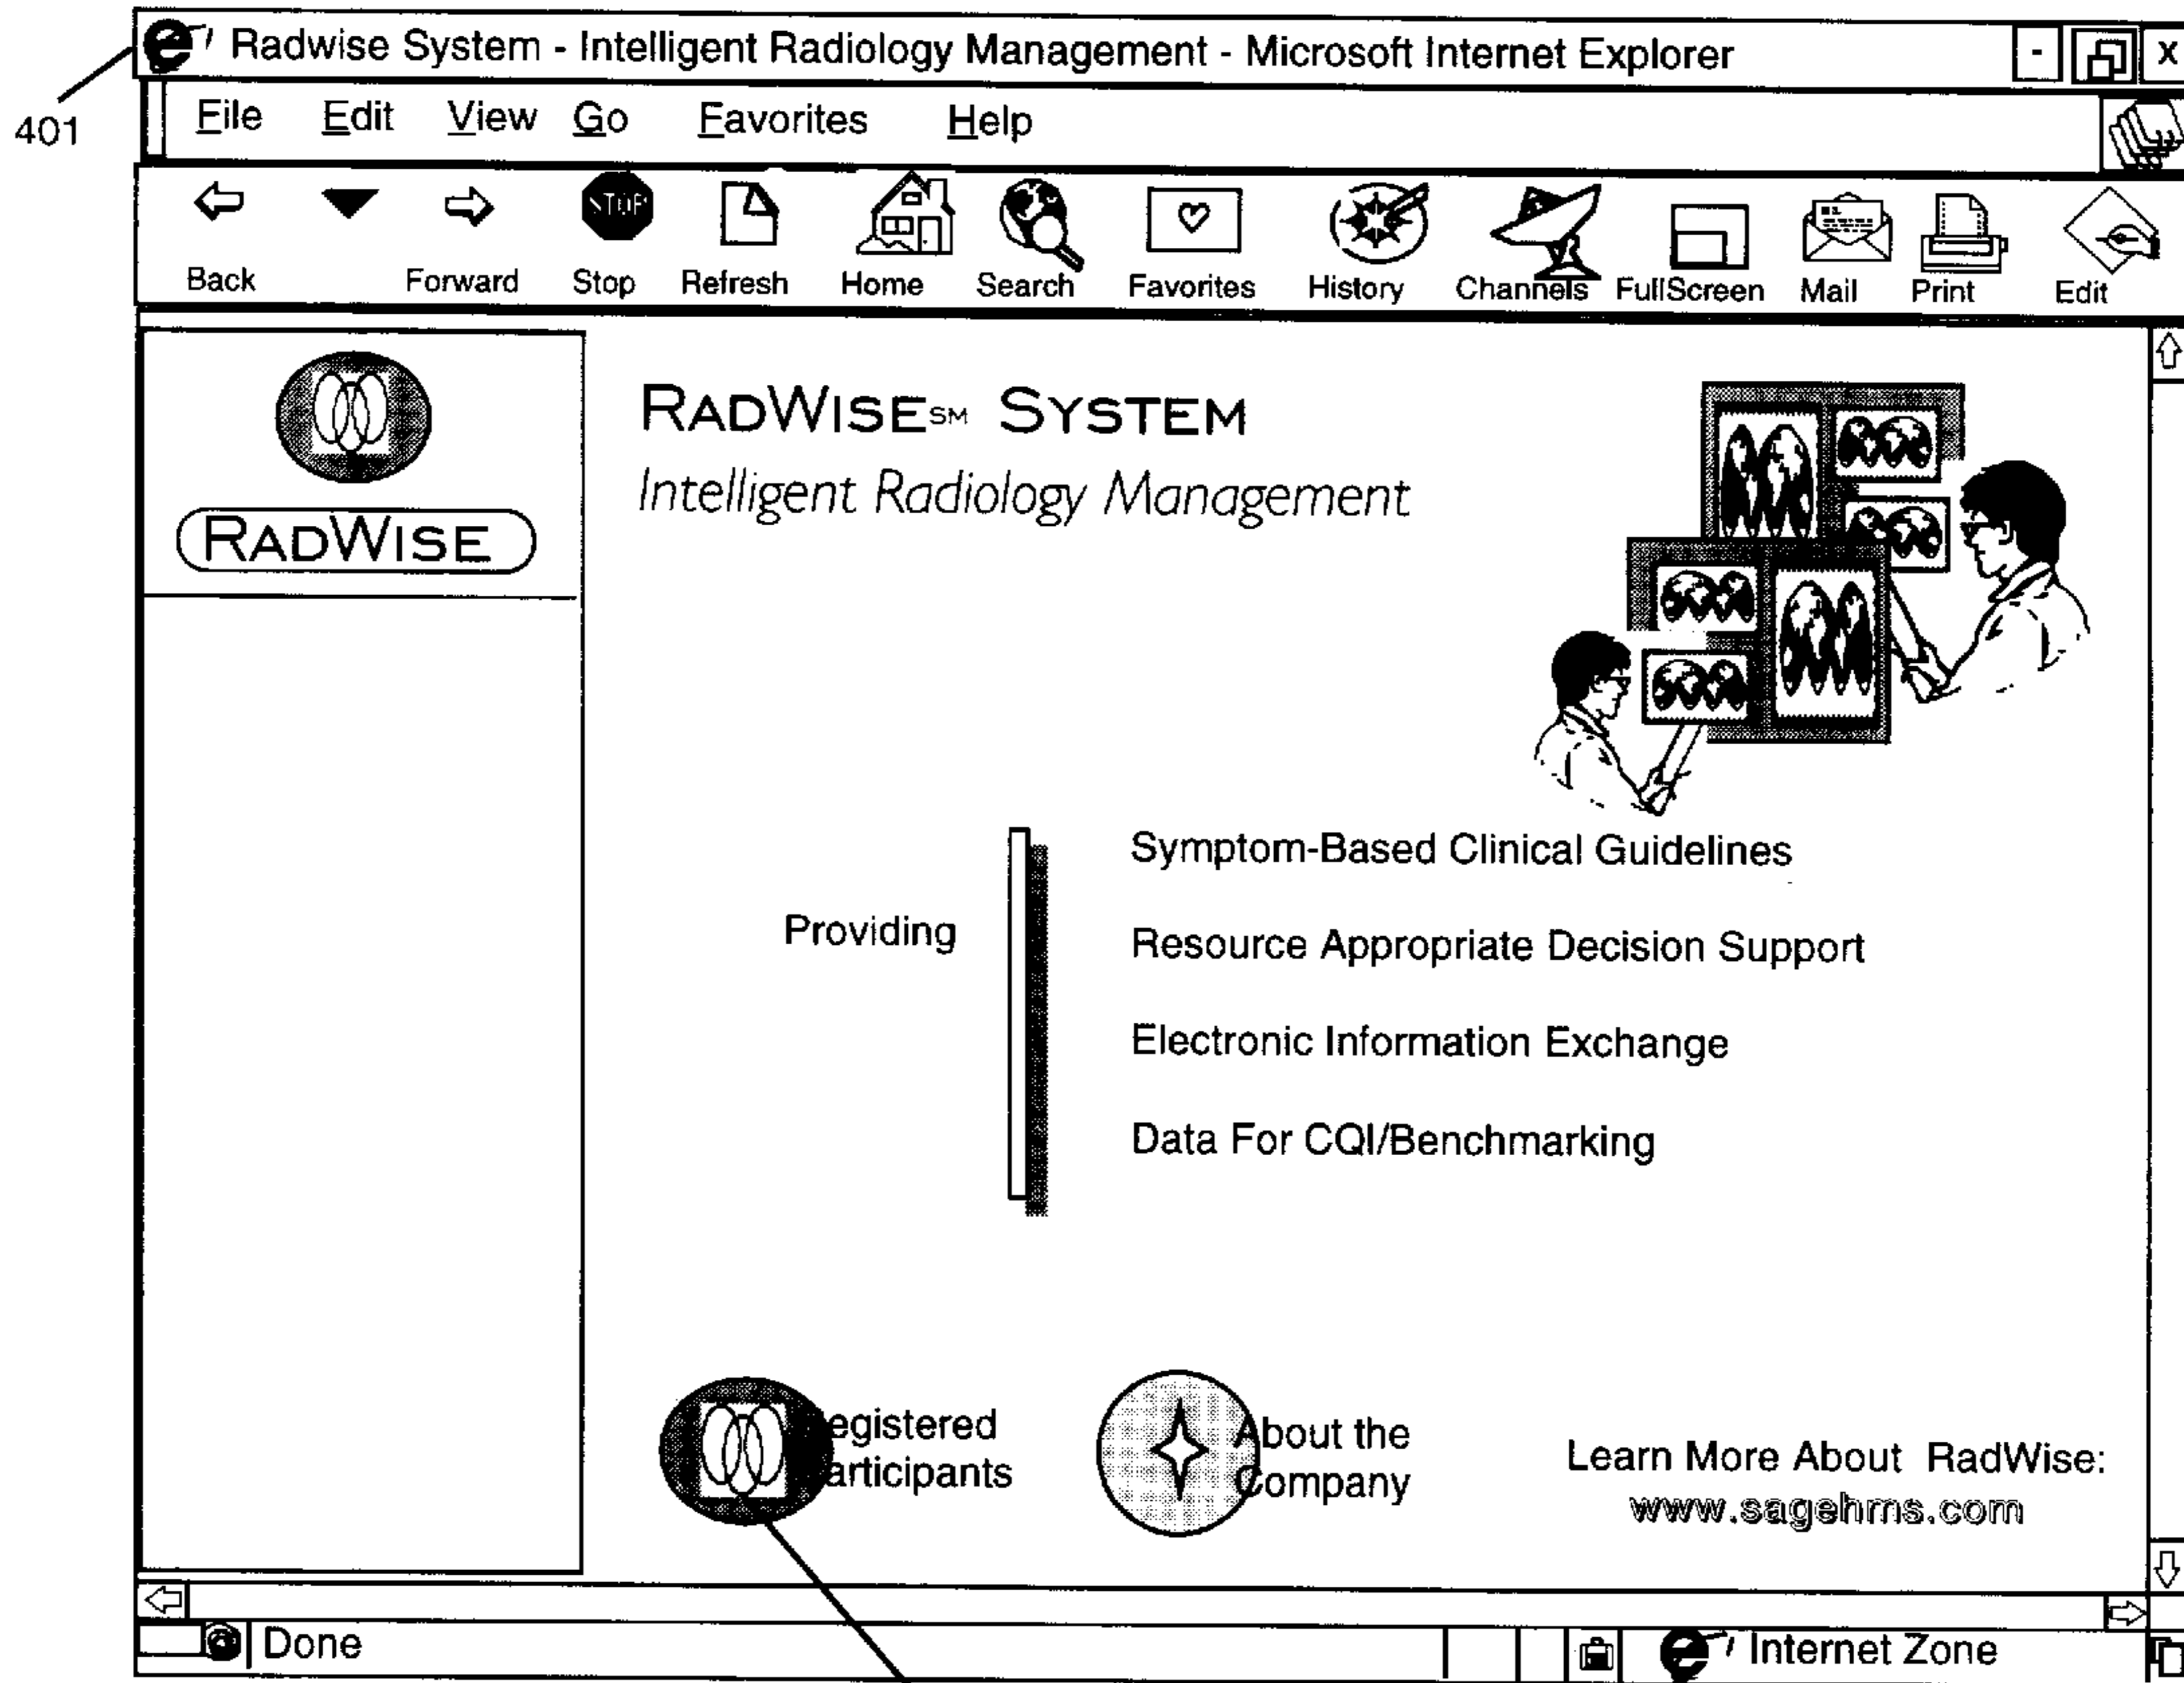 Radwise System - Intelligent Radiology Management - Microsoft Internet Explorer
- X
401
File Edit View Go Favorites Help
STOP
Back Forward Stop Refresh Home Search Favorites History Channels FullScreen Mail Print Edit
RADWISE
RADWISE SM SYSTEM
Intelligent Radiology Management
Symptom-Based Clinical Guidelines
Providing
Resource Appropriate Decision Support
Electronic Information Exchange
Data For CQI/Benchmarking
egistered
articipants
About the
Company
Learn More About RadWise:
www.sagehms.com
Done
Internet Zone